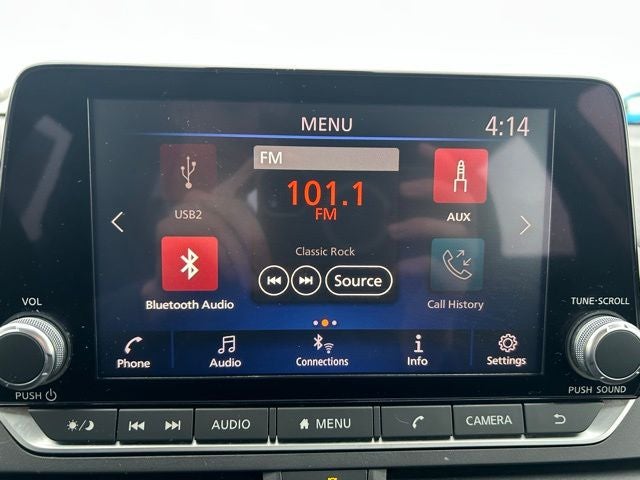 MENU 4:14
FM
101.1
FM
USB2
AUX
Classic Rock
Source
Bluetooth Audio
Call History
VOL
TUNE·SCROLL
Phone Audio Connections Info Settings
PUSH
PUSH SOUND
AUDIO MENU CAMERA